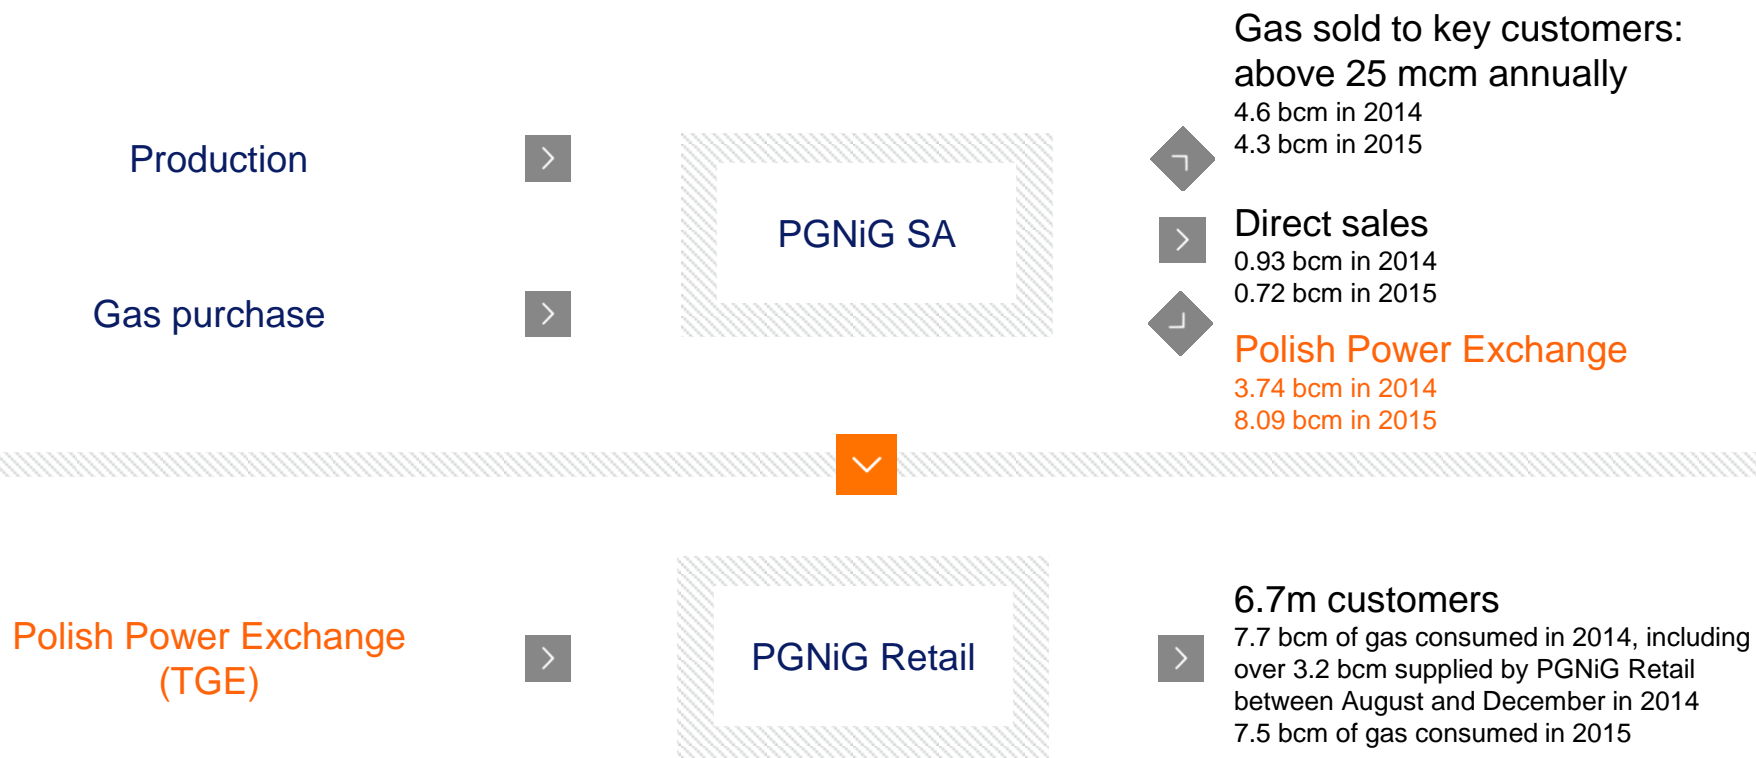 Gas sold to key customers:
above 25 mcm annually
4.6 bcm in 2014
4.3 bcm in 2015
Production
PGNiG SA
Direct sales
0.93 bcm in 2014
0.72 bcm in 2015
Gas purchase
Polish Power Exchange
3.74 bcm in 2014
8.09 bcm in 2015
Polish Power Exchange
(TGE)
PGNiG Retail
6.7m customers
7.7 bcm of gas consumed in 2014, including
over 3.2 bcm supplied by PGNiG Retail
between August and December in 2014
7.5 bcm of gas consumed in 2015